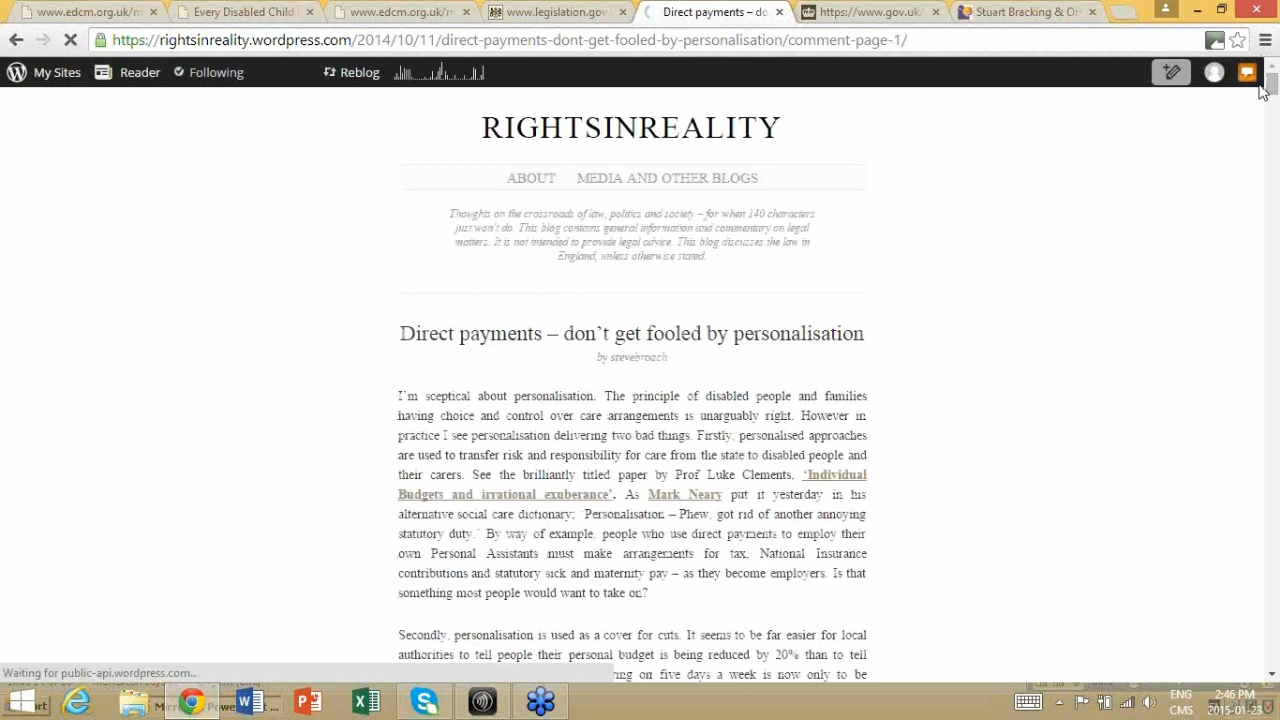 www.edcm.org.uk/m
Every Disabled Child
www.edcm.org.uk/m
www.legislation.gov.
Direct payments – do
https://www.gov.uk/
Stuart Bracking & Or
https://rightsinreality.wordpress.com/2014/10/11/direct-payments-dont-get-fooled-by-personalisation/comment-page-1/
My Sites Reader Following Reblog
RIGHTSINREALITY
ABOUT MEDIA AND OTHER BLOGS
Thoughts on the crossroads of law, politics and society – for when 140 characters
just won't do. This blog contains general information and commentary on legal
matters. It is not intended to provide legal advice. This blog discusses the law in
England, unless otherwise stated.
Direct payments – don't get fooled by personalisation
by stevebroach
I'm sceptical about personalisation. The principle of disabled people and families
having choice and control over care arrangements is unarguably right. However in
practice I see personalisation delivering two bad things. Firstly, personalised approaches
are used to transfer risk and responsibility for care from the state to disabled people and
their carers. See the brilliantly titled paper by Prof Luke Clements, 'Individual
Budgets and irrational exuberance'. As Mark Neary put it yesterday in his
alternative social care dictionary; 'Personalisation – Phew, got rid of another annoying
statutory duty.' By way of example, people who use direct payments to employ their
own Personal Assistants must make arrangements for tax, National Insurance
contributions and statutory sick and maternity pay – as they become employers. Is that
something most people would want to take on?
Secondly, personalisation is used as a cover for cuts. It seems to be far easier for local
authorities to tell people their personal budget is being reduced by 20% than to tell
on five days a week is now only to be
Waiting for public-api.wordpress.com...
ENG 2:46 PM
CMS 2015-01-23